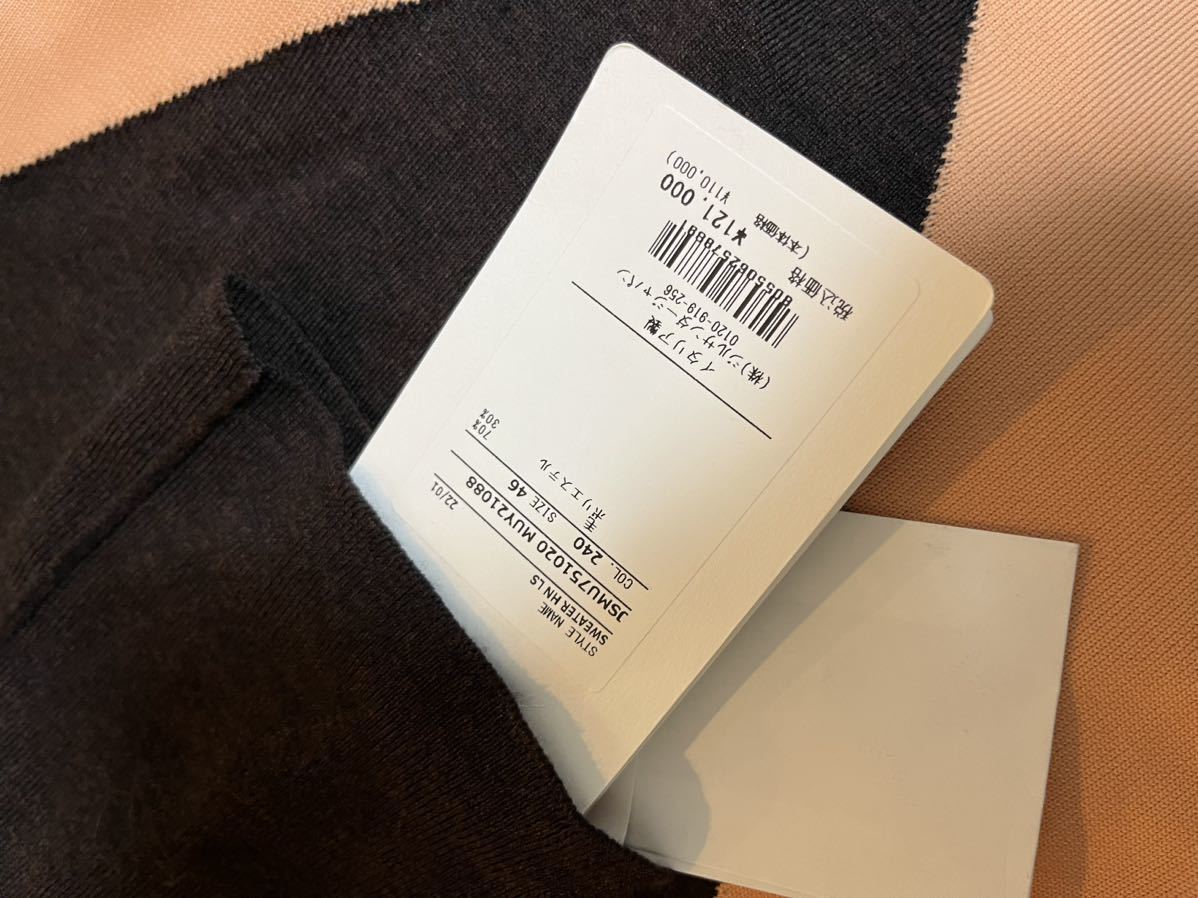 STYLE NAME
SWEATER HN LS 22/01
JSMU751020 MUY21088
COL. 240 SIZE 46
毛 70%
ポリエステル 30%
イタリア製
(株)ジルサンダージャパン
0120-919-256
税込価格 ¥121,000
(本体価格 ¥110,000)